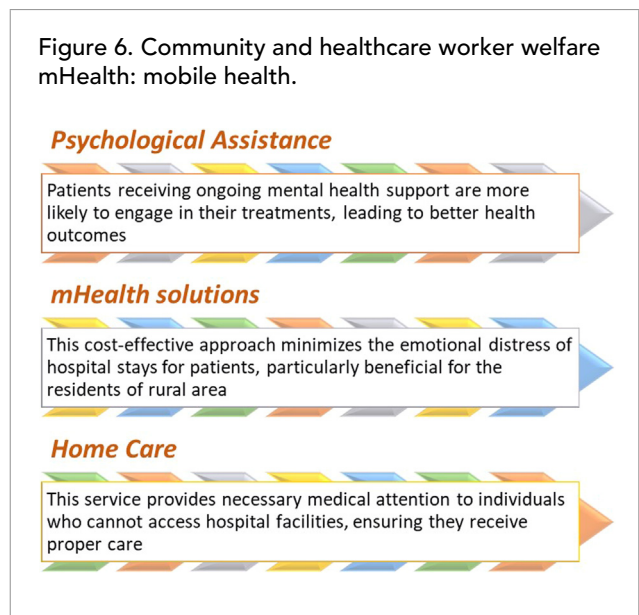 Figure 6. Community and healthcare worker welfare
mHealth: mobile health.
Psychological Assistance
Patients receiving ongoing mental health support are more
likely to engage in their treatments, leading to better health
outcomes
mHealth solutions
This cost-effective approach minimizes the emotional distress of
hospital stays for patients, particularly beneficial for the
residents of rural area
Home Care
This service provides necessary medical attention to individuals
who cannot access hospital facilities, ensuring they receive
proper care